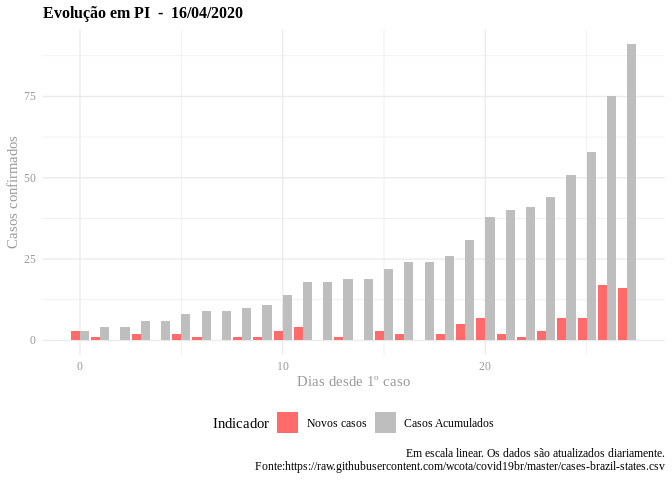 Evolução em PI - 16/04/2020
Casos confirmados
75
50
25
0
0 10 20
Dias desde 1º caso
Indicador Novos casos Casos Acumulados
Em escala linear. Os dados são atualizados diariamente.
Fonte:https://raw.githubusercontent.com/wcota/covid19br/master/cases-brazil-states.csv